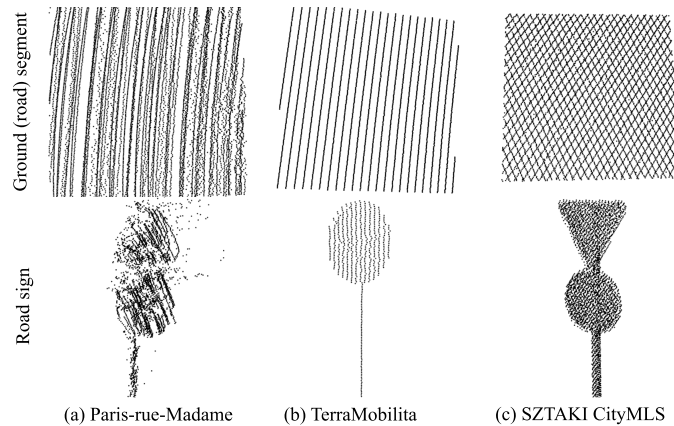 Ground (road) segment
Road sign
(a) Paris-rue-Madame
(b) TerraMobilita
(c) SZTAKI CityMLS